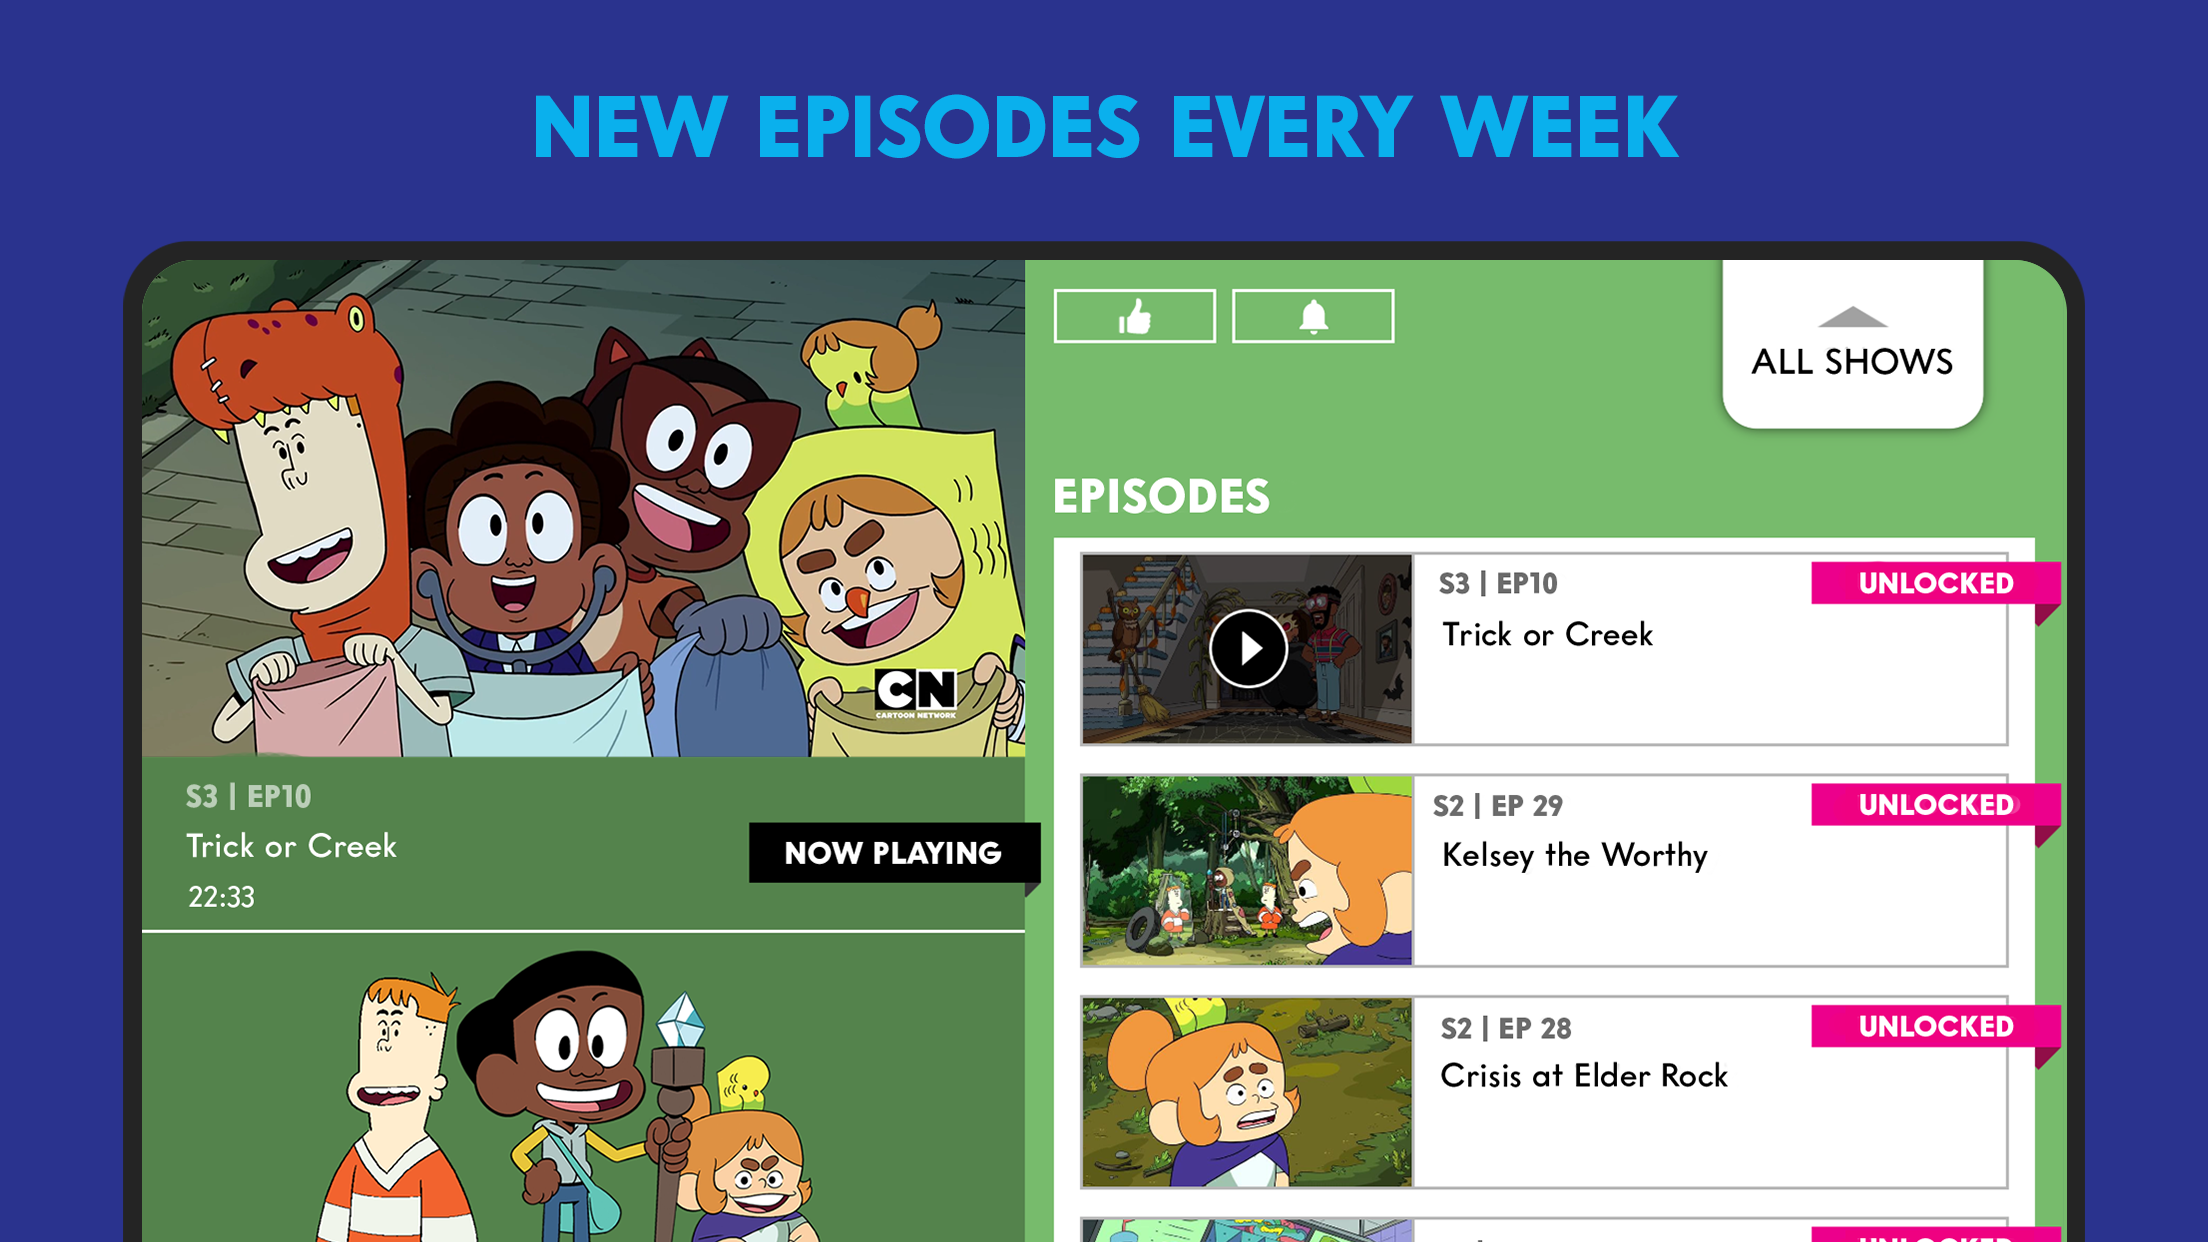 NEW EPISODES EVERY WEEK
ALL SHOWS
CN
CARTOON NETWORK
S3 | EP10
Trick or Creek
22:33
NOW PLAYING
EPISODES
S3 | EP10
UNLOCKED
Trick or Creek
S2 | EP 29
UNLOCKED
Kelsey the Worthy
S2 | EP 28
UNLOCKED
Crisis at Elder Rock
UNLOCKED